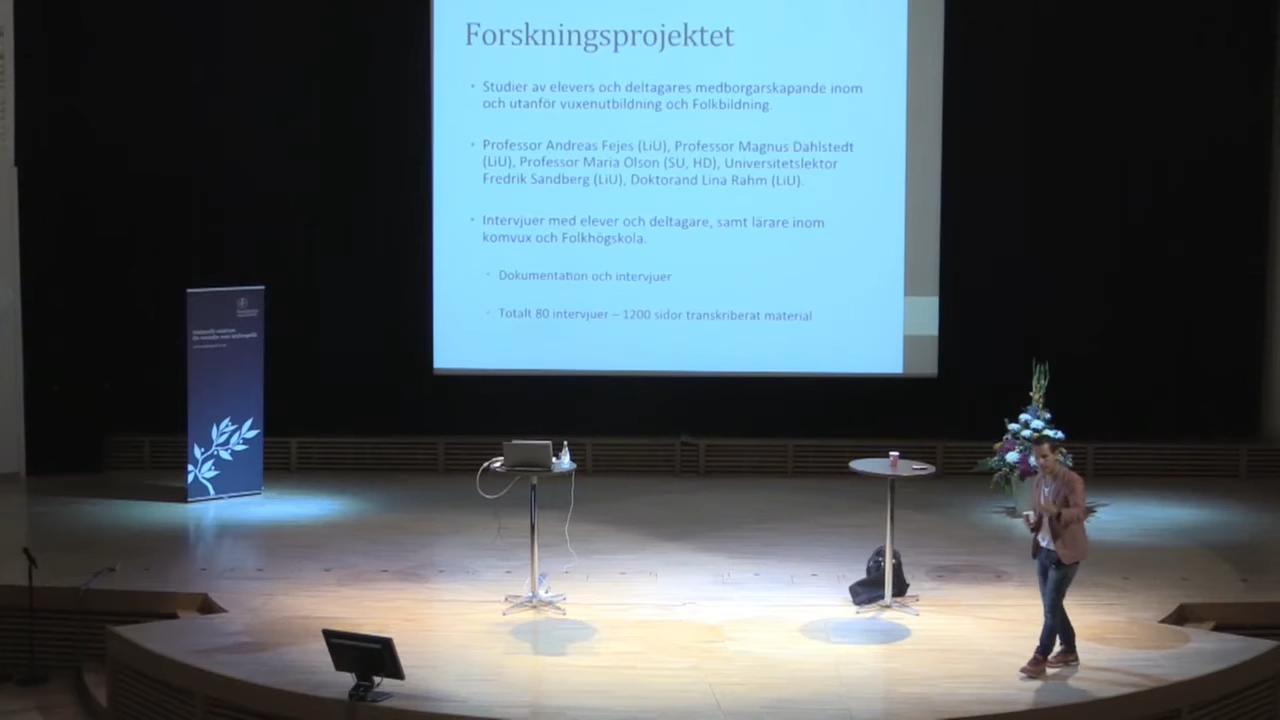 Forskningsprojektet
Studier av elevers och deltagares medborgarskapande inom
och utanför vuxenutbildning och Folkbildning.
Professor Andreas Fejes (LiU), Professor Magnus Dahlstedt
(LiU), Professor Maria Olson (SU, HD), Universitetslektor
Fredrik Sandberg (LiU), Doktorand Lina Rahm (LiU).
Intervjuer med elever och deltagare, samt lärare inom
komvux och Folkhögskola.
Dokumentation och intervjuer
Totalt 80 intervjuer – 1200 sidor transkriberat material